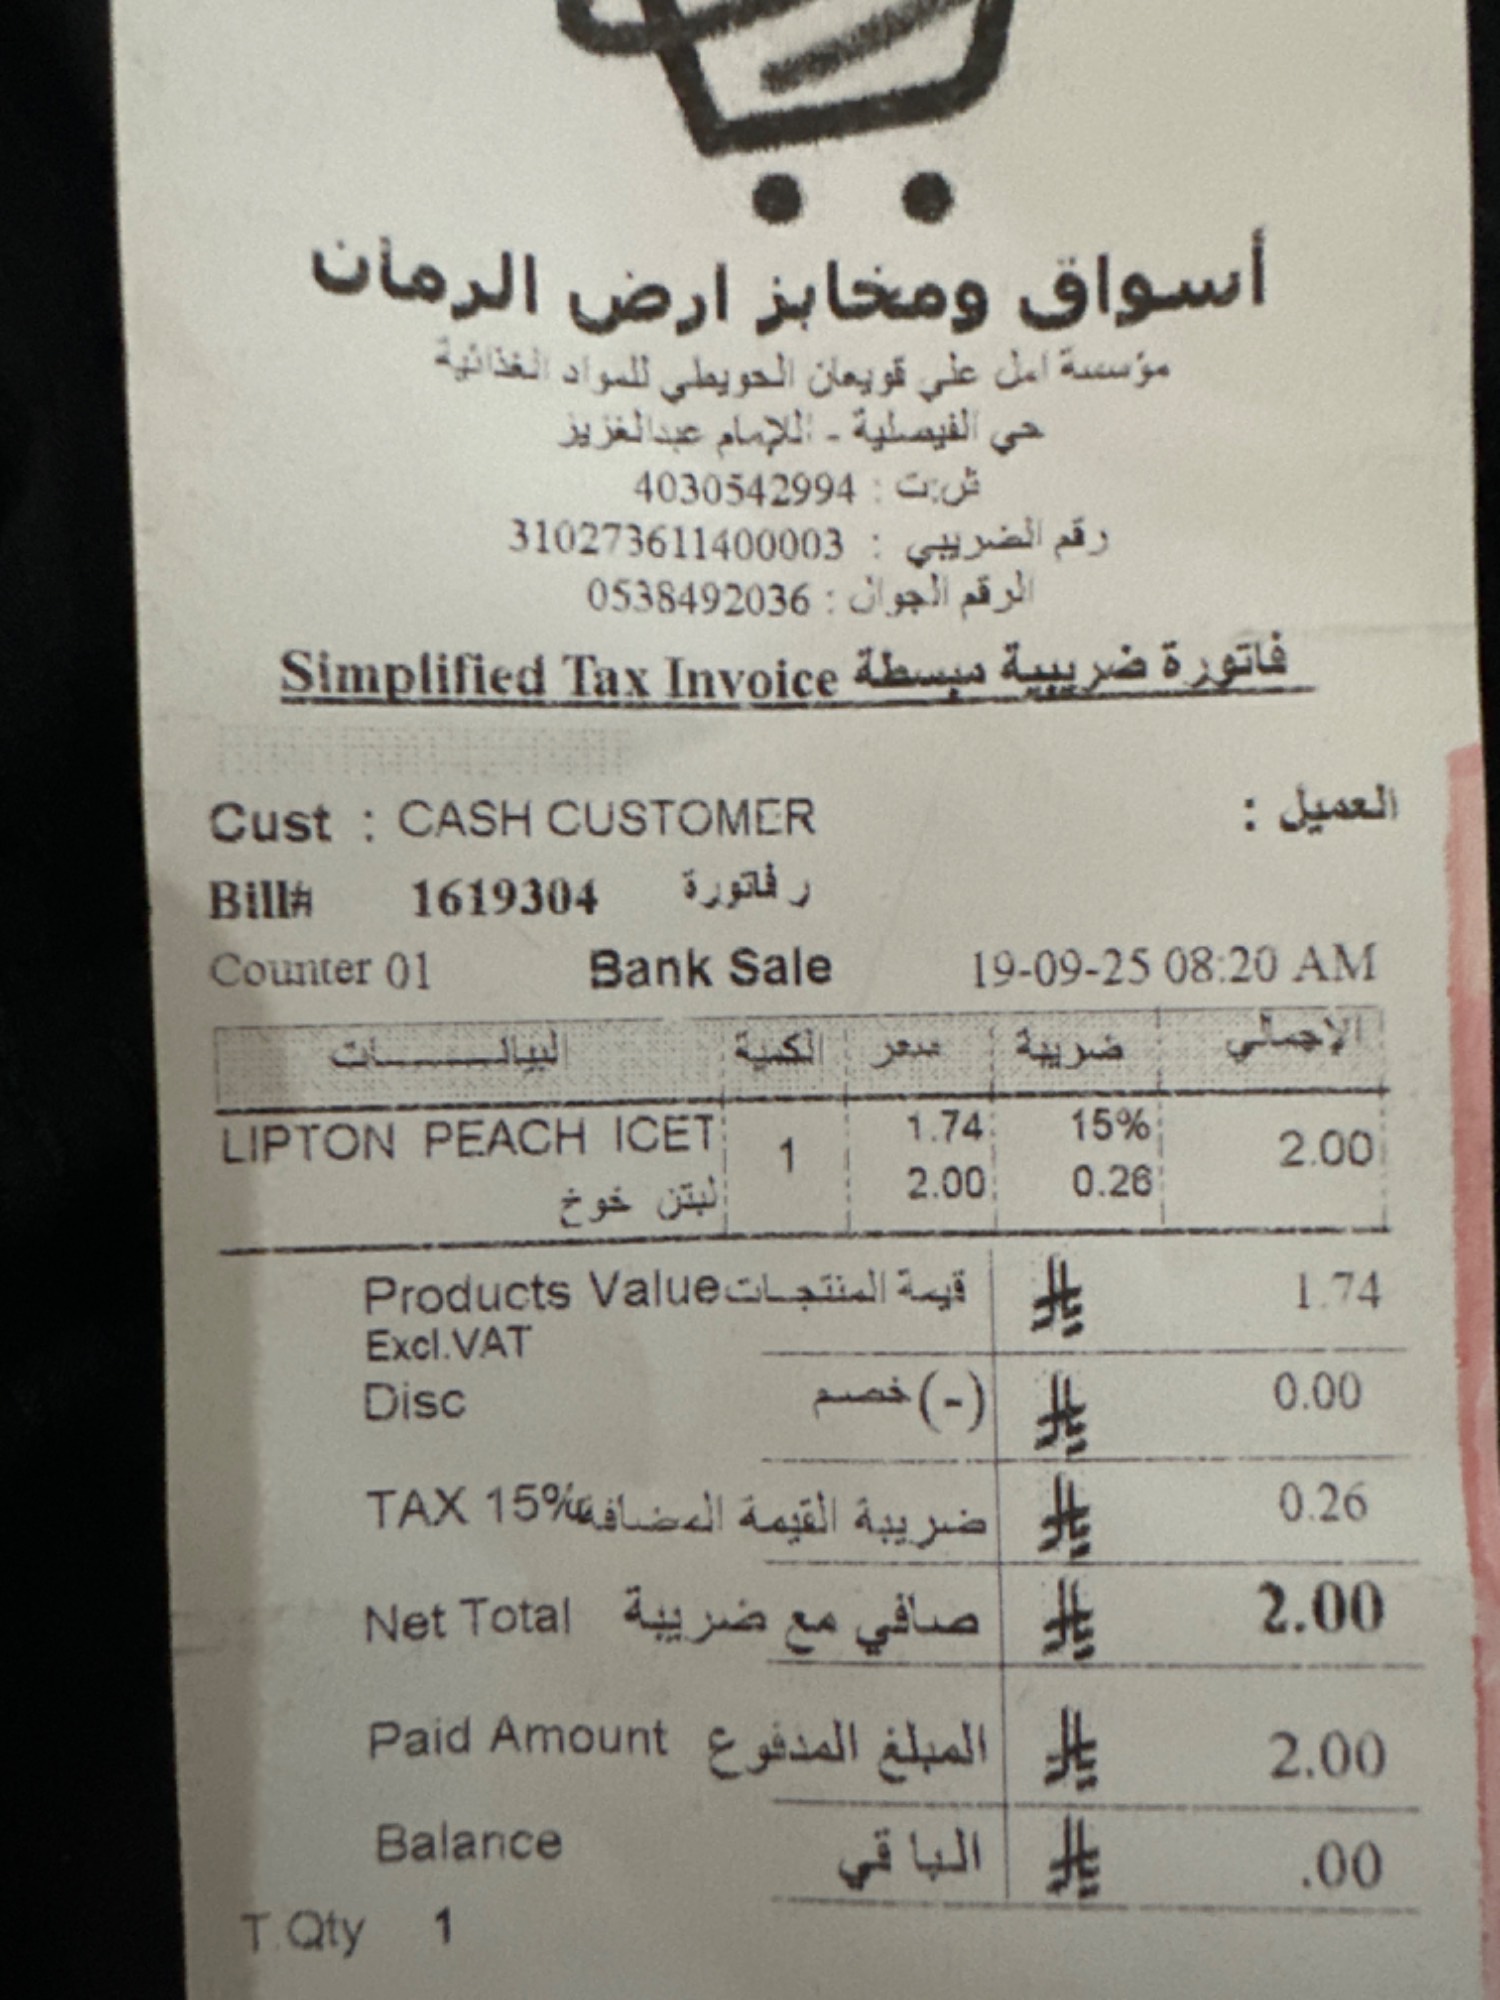 أسواق ومخابز ارض الرمان
مؤسسة امل علي قويعان الحويطي للمواد الغذائية
حي الفيصلية - الإمام عبدالعزيز
س:ت : 4030542994
رقم الضريبي : 310273611400003
الرقم الجوان : 0538492036
Simplified Tax Invoice فاتورة ضريبية مبسطة
Cust : CASH CUSTOMER العميل :
Bill# 1619304 ر فاتورة
Counter 01 Bank Sale 19-09-25 08:20 AM
البيانــــــات الكمية سعر ضريبة الإجمالي
LIPTON PEACH ICET 1 1.74 15% 2.00
لبتن خوخ 2.00 0.26
Products Value قيمة المنتجات 1.74
Excl.VAT
Disc (-) خصم 0.00
TAX 15% ضريبة القيمة المضافة 0.26
Net Total صافي مع ضريبة 2.00
Paid Amount المبلغ المدفوع 2.00
Balance الباقي .00
T.Qty 1